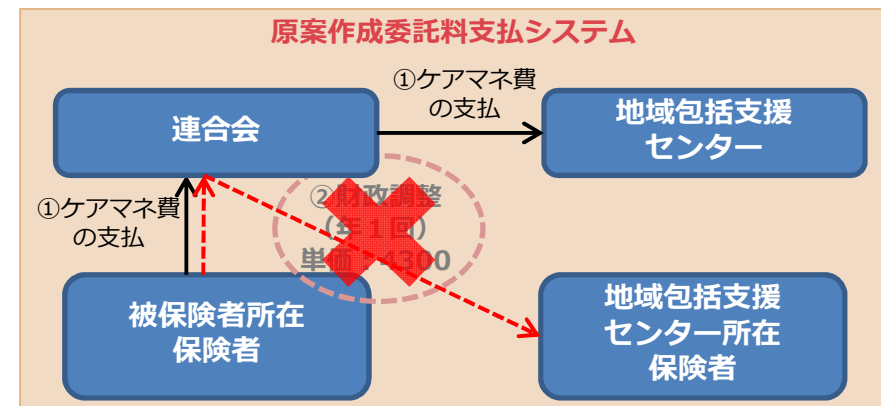 原案作成委託料支払システム
①ケアマネ費
の支払
連合会
地域包括支援
センター
②財政調整
（年１回）
単価：4300
①ケアマネ費
の支払
被保険者所在
保険者
地域包括支援
センター所在
保険者